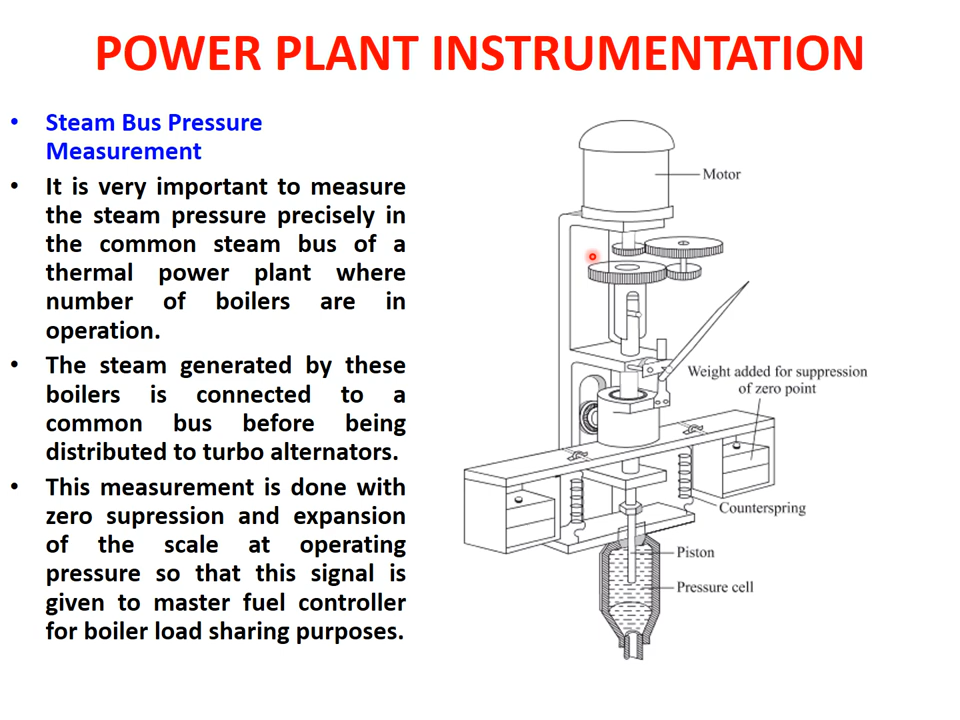 POWER PLANT INSTRUMENTATION
• Steam Bus Pressure
Measurement
• It is very important to measure
the steam pressure precisely in
the common steam bus of a
thermal power plant where
number of boilers are in
operation.
• The steam generated by these
boilers is connected to a
common bus before being
distributed to turbo alternators.
• This measurement is done with
zero supression and expansion
of the scale at operating
pressure so that this signal is
given to master fuel controller
for boiler load sharing purposes.
Motor
Weight added for suppression
of zero point
Counterspring
Piston
Pressure cell